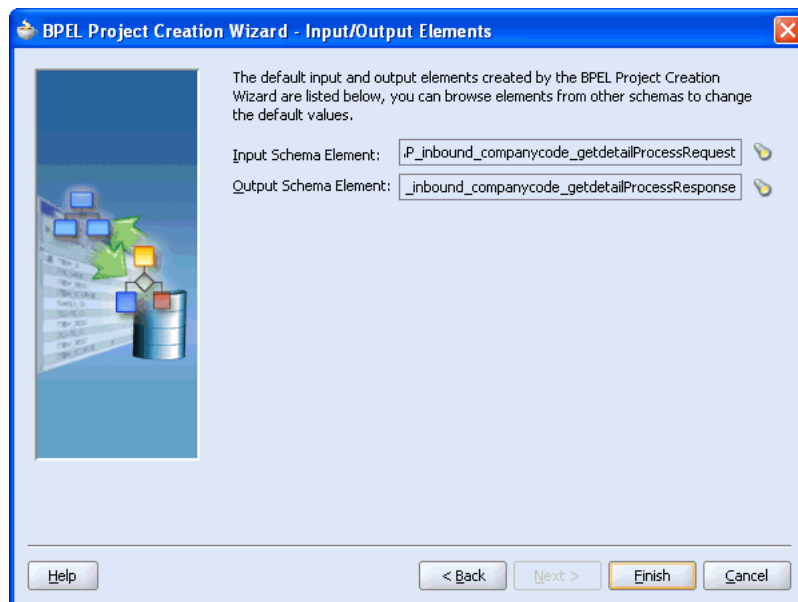 BPEL Project Creation Wizard - Input/Output Elements
The default input and output elements created by the BPEL Project Creation
Wizard are listed below, you can browse elements from other schemas to change
the default values.
Input Schema Element: P_inbound_companycode_getdetailProcessRequest
Output Schema Element: _inbound_companycode_getdetailProcessResponse
Help < Back Next > Finish Cancel